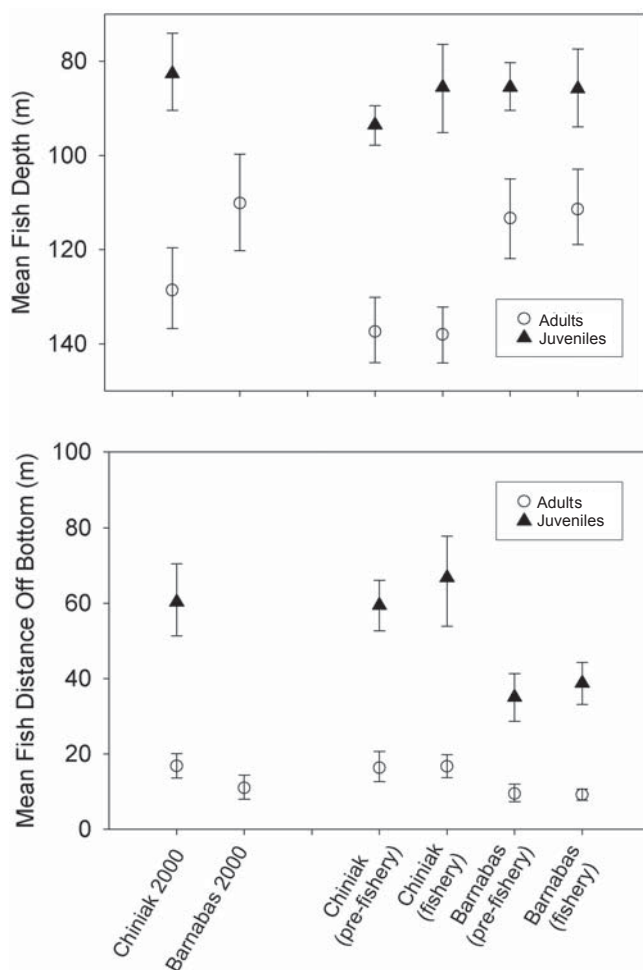 Mean Fish Depth (m)
80
100
120
140
Adults
Juveniles
Mean Fish Distance Off Bottom (m)
100
80
60
40
20
0
Adults
Juveniles
Chiniak 2000
Barnabas 2000
Chiniak
(pre-fishery)
Chiniak
(fishery)
Barnabas
(pre-fishery)
Barnabas
(fishery)